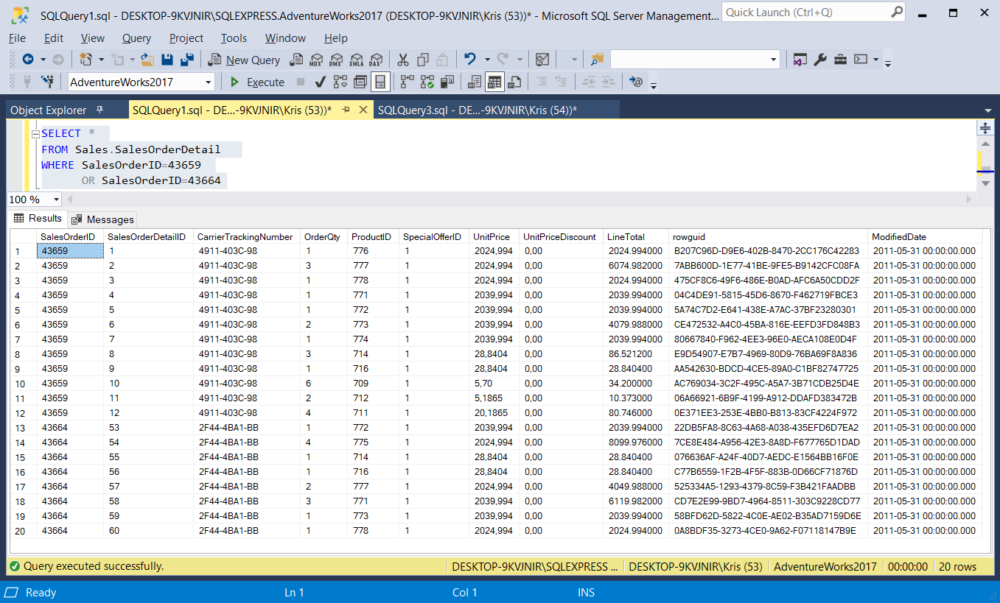 SQLQuery1.sql - DESKTOP-9KVJNIR\SQLEXPRESS.AdventureWorks2017 (DESKTOP-9KVJNIR\Kris (53))* - Microsoft SQL Server Management... Quick Launch (Ctrl+Q)
File Edit View Query Project Tools Window Help
New Query MDX DMX XMLA DAX
AdventureWorks2017 Execute
Object Explorer SQLQuery1.sql - DE...-9KVJNIR\Kris (53))* SQLQuery3.sql - DE...-9KVJNIR\Kris (54))*
SELECT *
FROM Sales.SalesOrderDetail
WHERE SalesOrderID=43659
OR SalesOrderID=43664
100 %
Results Messages
SalesOrderID SalesOrderDetailID CarrierTrackingNumber OrderQty ProductID SpecialOfferID UnitPrice UnitPriceDiscount LineTotal rowguid ModifiedDate
1 43659 1 4911-403C-98 1 776 1 2024,994 0,00 2024.994000 B207C96D-D9E6-402B-8470-2CC176C42283 2011-05-31 00:00:00.000
2 43659 2 4911-403C-98 3 777 1 2024,994 0,00 6074.982000 7ABB600D-1E77-41BE-9FE5-B9142CFC08FA 2011-05-31 00:00:00.000
3 43659 3 4911-403C-98 1 778 1 2024,994 0,00 2024.994000 475CF8C6-49F6-486E-B0AD-AFC6A50CDD2F 2011-05-31 00:00:00.000
4 43659 4 4911-403C-98 1 771 1 2039,994 0,00 2039.994000 04C4DE91-5815-45D6-8670-F462719FBCE3 2011-05-31 00:00:00.000
5 43659 5 4911-403C-98 1 772 1 2039,994 0,00 2039.994000 5A74C7D2-E641-438E-A7AC-37BF23280301 2011-05-31 00:00:00.000
6 43659 6 4911-403C-98 2 773 1 2039,994 0,00 4079.988000 CE472532-A4C0-45BA-816E-EEFD3FD848B3 2011-05-31 00:00:00.000
7 43659 7 4911-403C-98 1 774 1 2039,994 0,00 2039.994000 80667840-F962-4EE3-96E0-AECA108E0D4F 2011-05-31 00:00:00.000
8 43659 8 4911-403C-98 3 714 1 28,8404 0,00 86.521200 E9D54907-E7B7-4969-80D9-76BA69F8A836 2011-05-31 00:00:00.000
9 43659 9 4911-403C-98 1 716 1 28,8404 0,00 28.840400 AA542630-BDCD-4CE5-89A0-C1BF82747725 2011-05-31 00:00:00.000
10 43659 10 4911-403C-98 6 709 1 5,70 0,00 34.200000 AC769034-3C2F-495C-A5A7-3B71CDB25D4E 2011-05-31 00:00:00.000
11 43659 11 4911-403C-98 2 712 1 5,1865 0,00 10.373000 06A66921-6B9F-4199-A912-DDAFD383472B 2011-05-31 00:00:00.000
12 43659 12 4911-403C-98 4 711 1 20,1865 0,00 80.746000 0E371EE3-253E-4BB0-B813-83CF4224F972 2011-05-31 00:00:00.000
13 43664 53 2F44-4BA1-BB 1 772 1 2039,994 0,00 2039.994000 22DB5FA8-8C63-4A68-A038-435EFD6D7EA2 2011-05-31 00:00:00.000
14 43664 54 2F44-4BA1-BB 4 775 1 2024,994 0,00 8099.976000 7CE8E484-A956-42E3-8A8D-F677765D1DAD 2011-05-31 00:00:00.000
15 43664 55 2F44-4BA1-BB 1 714 1 28,8404 0,00 28.840400 076636AF-A24F-40D7-AEDC-E1564BB16F0E 2011-05-31 00:00:00.000
16 43664 56 2F44-4BA1-BB 1 716 1 28,8404 0,00 28.840400 C77B6559-1F2B-4F5F-883B-0D66CF71876D 2011-05-31 00:00:00.000
17 43664 57 2F44-4BA1-BB 2 777 1 2024,994 0,00 4049.988000 525334A5-1293-4379-8C59-F3B421FAADBB 2011-05-31 00:00:00.000
18 43664 58 2F44-4BA1-BB 3 771 1 2039,994 0,00 6119.982000 CD7E2E99-9BD7-4964-8511-303C9228CD77 2011-05-31 00:00:00.000
19 43664 59 2F44-4BA1-BB 1 773 1 2039,994 0,00 2039.994000 58BFD62D-5822-4C0E-AE02-B35AD7159D6E 2011-05-31 00:00:00.000
20 43664 60 2F44-4BA1-BB 1 778 1 2024,994 0,00 2024.994000 0A8BDF35-3273-4CE0-9A62-F07118147B9E 2011-05-31 00:00:00.000
Query executed successfully. DESKTOP-9KVJNIR\SQLEXPRESS ... DESKTOP-9KVJNIR\Kris (53) AdventureWorks2017 00:00:00 20 rows
Ready Ln 1 Col 1 INS